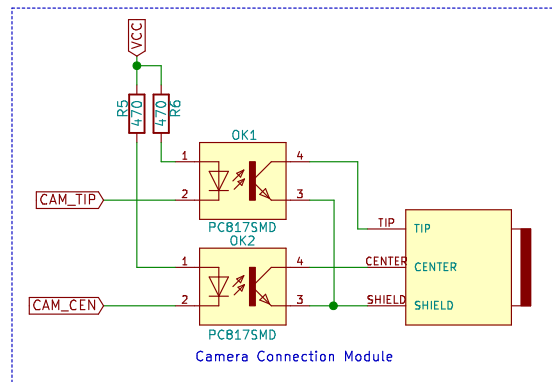 VCC
R5
470
470
R6
OK1
1
4
CAM_TIP
2
3
PC817SMD
TIP
TIP
OK2
1
4
CENTER
CENTER
CAM_CEN
2
3
SHIELD
SHIELD
PC817SMD
Camera Connection Module